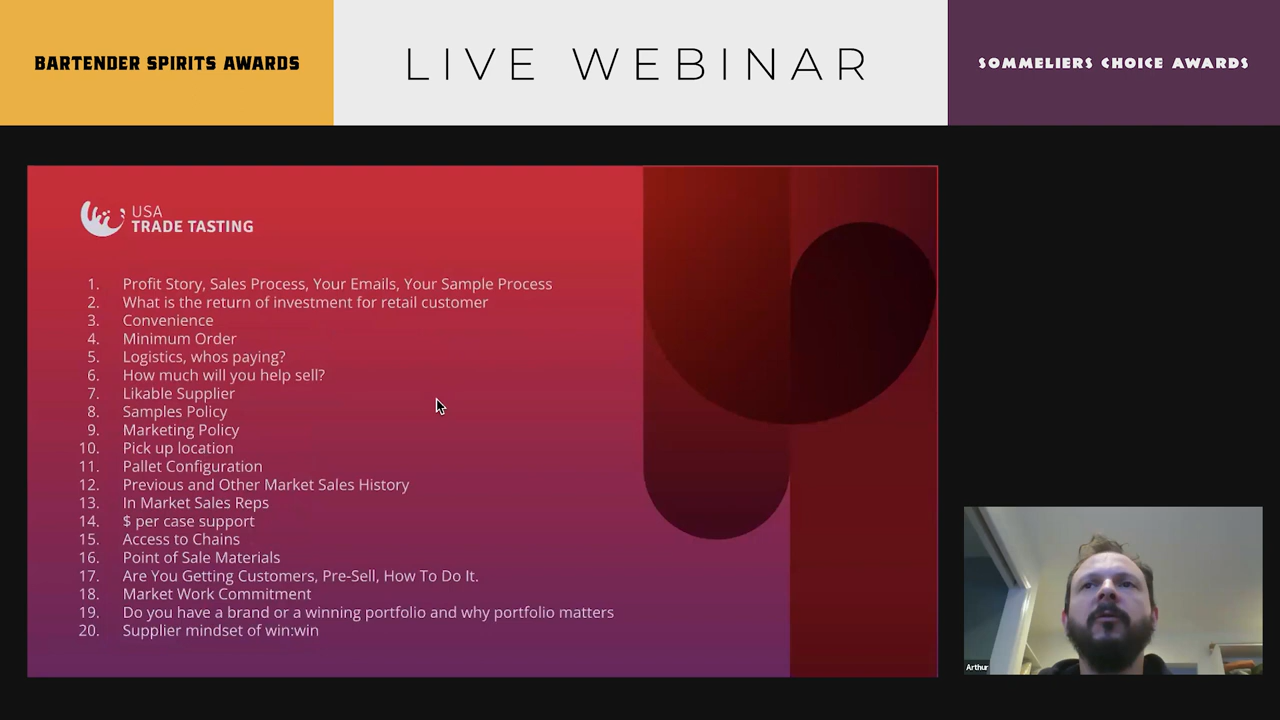 BARTENDER SPIRITS AWARDS
LIVE WEBINAR
SOMMELIERS CHOICE AWARDS
USA
TRADE TASTING
1. Profit Story, Sales Process, Your Emails, Your Sample Process
2. What is the return of investment for retail customer
3. Convenience
4. Minimum Order
5. Logistics, whos paying?
6. How much will you help sell?
7. Likable Supplier
8. Samples Policy
9. Marketing Policy
10. Pick up location
11. Pallet Configuration
12. Previous and Other Market Sales History
13. In Market Sales Reps
14. $ per case support
15. Access to Chains
16. Point of Sale Materials
17. Are You Getting Customers, Pre-Sell, How To Do It.
18. Market Work Commitment
19. Do you have a brand or a winning portfolio and why portfolio matters
20. Supplier mindset of win:win
Arthur